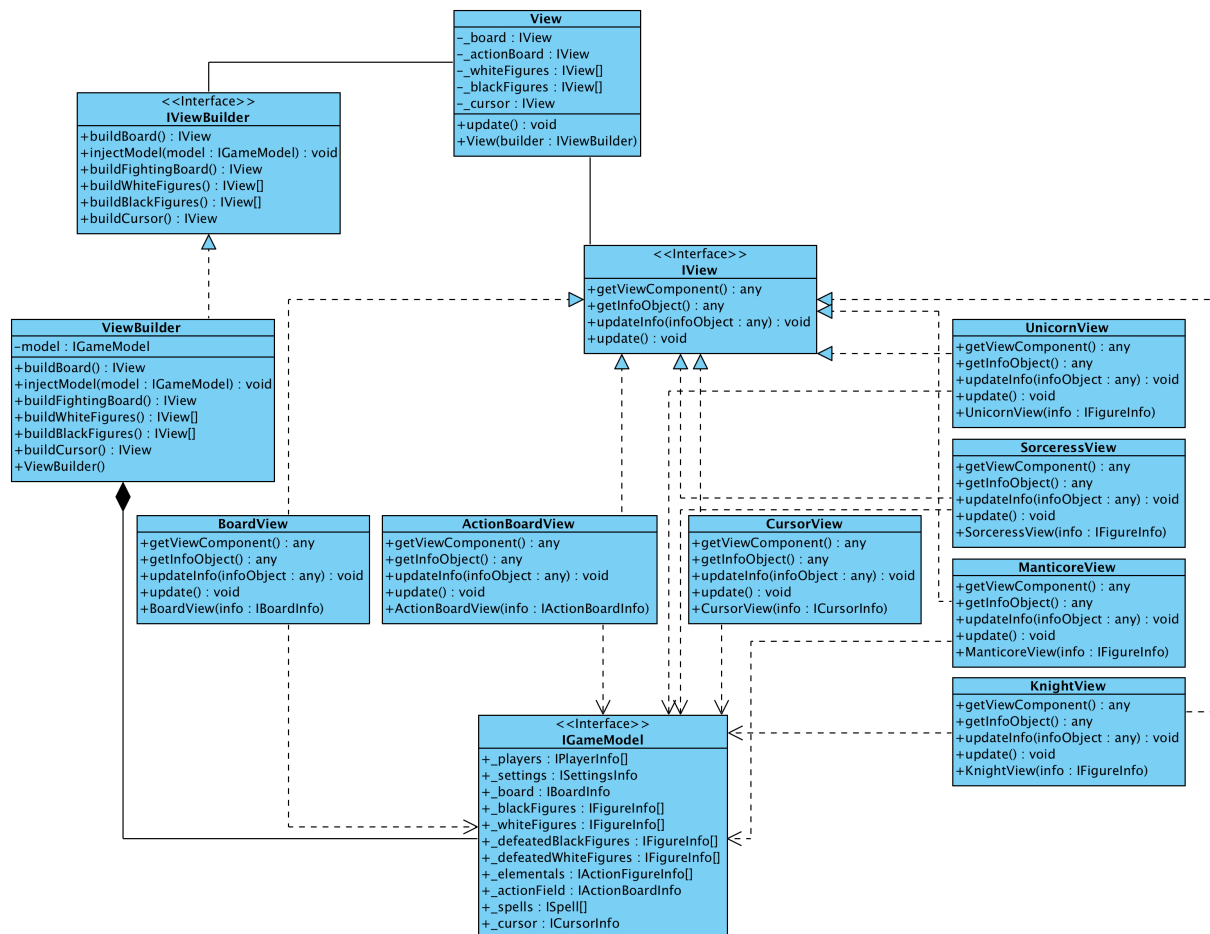 View
-_board : IView
-_actionBoard : IView
-_whiteFigures : IView[]
-_blackFigures : IView[]
-_cursor : IView
+update() : void
+View(builder : IViewBuilder)
<<Interface>>
IViewBuilder
+buildBoard() : IView
+injectModel(model : IGameModel) : void
+buildFightingBoard() : IView
+buildWhiteFigures() : IView[]
+buildBlackFigures() : IView[]
+buildCursor() : IView
<<Interface>>
IView
+getViewComponent() : any
+getInfoObject() : any
+updateInfo(infoObject : any) : void
+update() : void
ViewBuilder
-model : IGameModel
+buildBoard() : IView
+injectModel(model : IGameModel) : void
+buildFightingBoard() : IView
+buildWhiteFigures() : IView[]
+buildBlackFigures() : IView[]
+buildCursor() : IView
+ViewBuilder()
UnicornView
+getViewComponent() : any
+getInfoObject() : any
+updateInfo(infoObject : any) : void
+update() : void
+UnicornView(info : IFigureInfo)
SorceressView
+getViewComponent() : any
+getInfoObject() : any
+updateInfo(infoObject : any) : void
+update() : void
+SorceressView(info : IFigureInfo)
BoardView
+getViewComponent() : any
+getInfoObject() : any
+updateInfo(infoObject : any) : void
+update() : void
+BoardView(info : IBoardInfo)
ActionBoardView
+getViewComponent() : any
+getInfoObject() : any
+updateInfo(infoObject : any) : void
+update() : void
+ActionBoardView(info : IActionBoardInfo)
CursorView
+getViewComponent() : any
+getInfoObject() : any
+updateInfo(infoObject : any) : void
+update() : void
+CursorView(info : ICursorInfo)
ManticoreView
+getViewComponent() : any
+getInfoObject() : any
+updateInfo(infoObject : any) : void
+update() : void
+ManticoreView(info : IFigureInfo)
KnightView
+getViewComponent() : any
+getInfoObject() : any
+updateInfo(infoObject : any) : void
+update() : void
+KnightView(info : IFigureInfo)
<<Interface>>
IGameModel
+_players : IPlayerInfo[]
+_settings : ISettingsInfo
+_board : IBoardInfo
+_blackFigures : IFigureInfo[]
+_whiteFigures : IFigureInfo[]
+_defeatedBlackFigures : IFigureInfo[]
+_defeatedWhiteFigures : IFigureInfo[]
+_elementals : IActionFigureInfo[]
+_actionField : IActionBoardInfo
+_spells : ISpell[]
+_cursor : ICursorInfo